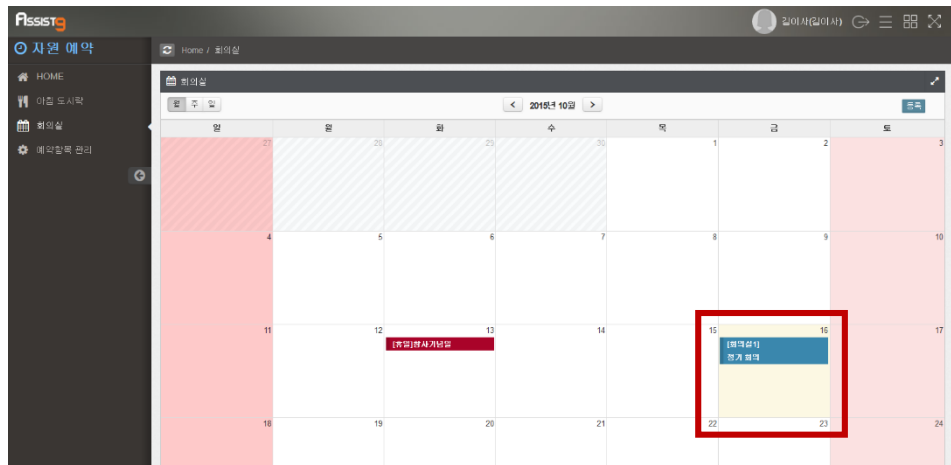 Assist9
김이사(김이사)
자원 예약
Home / 회의실
HOME
아침 도시락
회의실
예약항목 관리
회의실
월 주 일
< 2015년 10월 >
등록
일 월 화 수 목 금 토
27 28 29 30 1 2 3
4 5 6 7 8 9 10
11 12 13 14 15 16 17
[휴일]창사기념일
[회의실1]
정기 회의
18 19 20 21 22 23 24